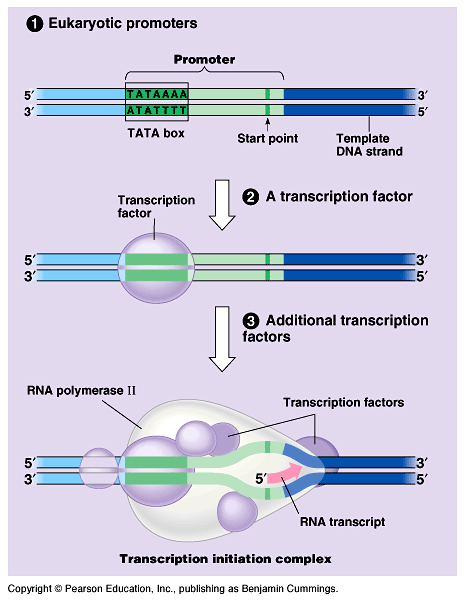 1 Eukaryotic promoters
Promoter
5′ TATAAAA 3′
3′ ATATTTT 5′
TATA box
Start point
Template
DNA strand
Transcription
factor
2 A transcription factor
5′ 3′
3′ 5′
3 Additional transcription
factors
RNA polymerase II
Transcription factors
5′ 3′
3′ 5′ 5′
RNA transcript
Transcription initiation complex
Copyright © Pearson Education, Inc., publishing as Benjamin Cummings.